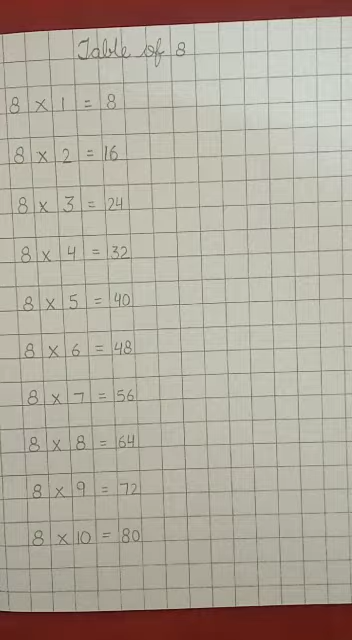 Table of 8
8 × 1 = 8
8 × 2 = 16
8 × 3 = 24
8 × 4 = 32
8 × 5 = 40
8 × 6 = 48
8 × 7 = 56
8 × 8 = 64
8 × 9 = 72
8 × 10 = 80